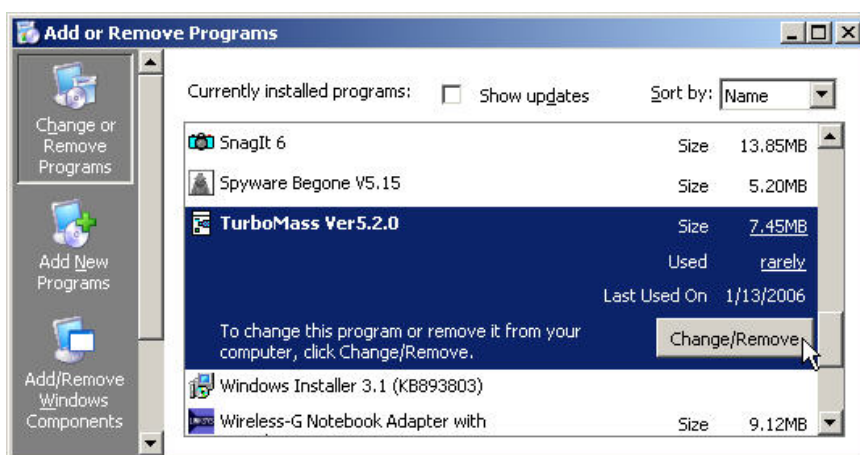 Add or Remove Programs
Change or
Remove
Programs
Add New
Programs
Add/Remove
Windows
Components
Currently installed programs: Show updates Sort by: Name
SnagIt 6 Size 13.85MB
Spyware Begone V5.15 Size 5.20MB
TurboMass Ver5.2.0 Size 7.45MB
Used rarely
Last Used On 1/13/2006
To change this program or remove it from your
computer, click Change/Remove.
Change/Remove
Windows Installer 3.1 (KB893803)
Wireless-G Notebook Adapter with Size 9.12MB